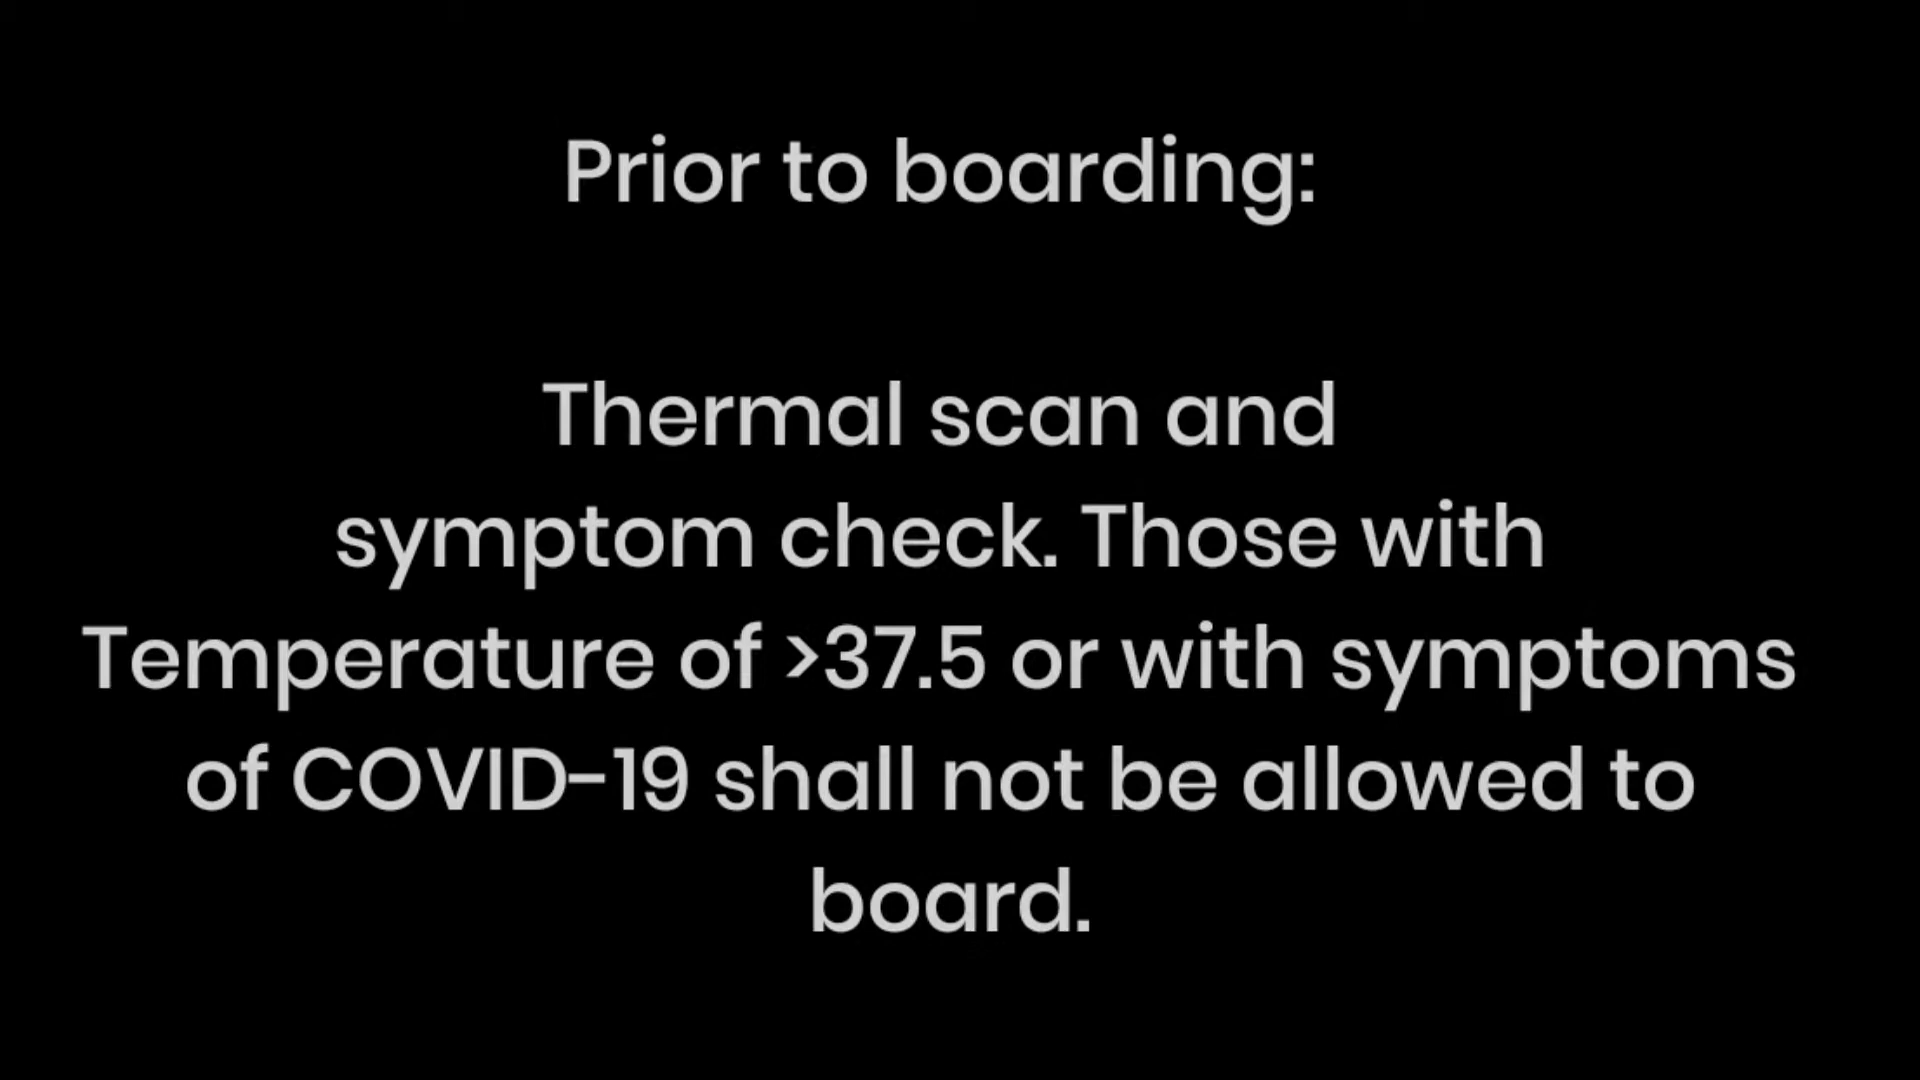 Prior to boarding:
Thermal scan and
symptom check. Those with
Temperature of >37.5 or with symptoms
of COVID-19 shall not be allowed to
board.